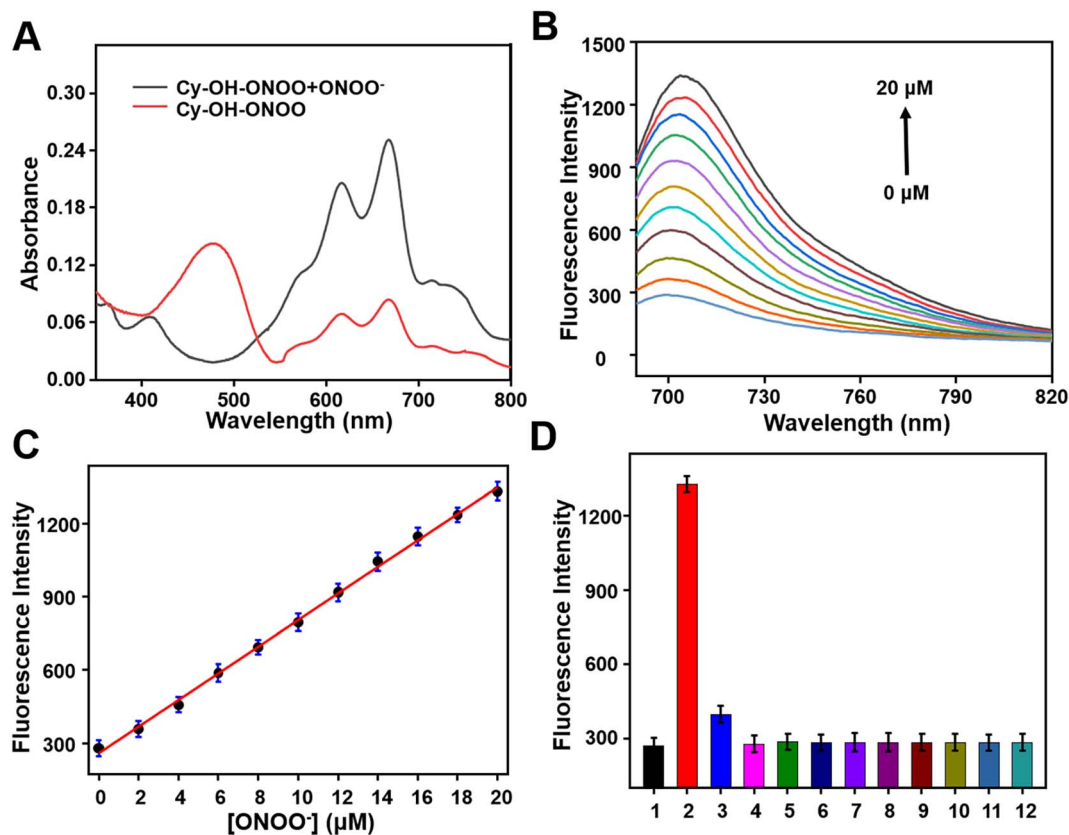 A
Cy-OH-ONOO+ONOO⁻
Cy-OH-ONOO
0.30
0.24
0.18
0.12
0.06
0.00
Absorbance
400 500 600 700 800
Wavelength (nm)
B
1500
1200
900
600
300
0
Fluorescence Intensity
20 µM
0 µM
700 730 760 790 820
Wavelength (nm)
C
1200
900
600
300
Fluorescence Intensity
0 2 4 6 8 10 12 14 16 18 20
[ONOO⁻] (µM)
D
1200
900
600
300
Fluorescence Intensity
1 2 3 4 5 6 7 8 9 10 11 12